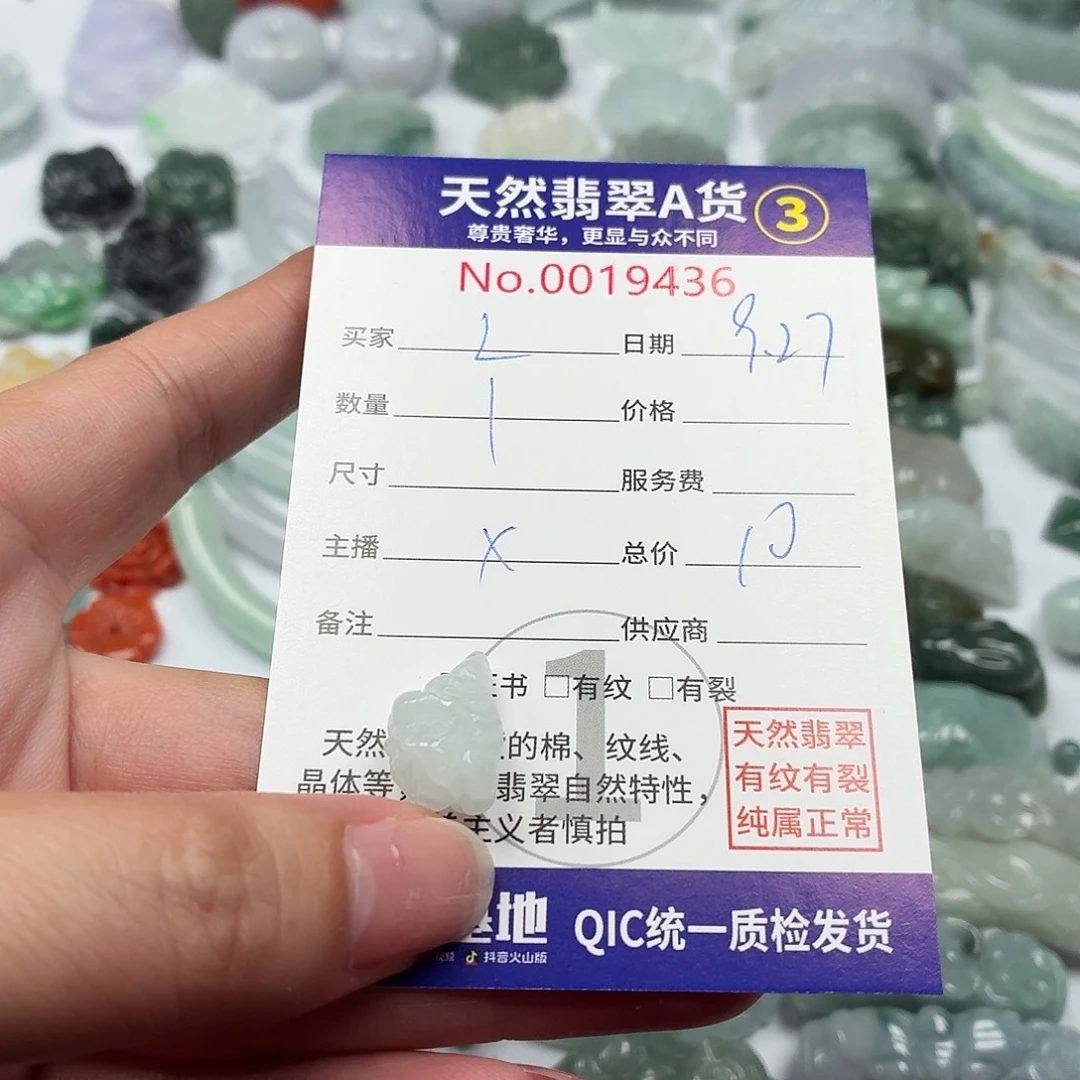 天然翡翠A货 3
尊贵奢华，更显与众不同
No.0019436
买家 2 日期 9.27
数量 1 价格
尺寸 服务费
主播 X 总价 10
备注 供应商
书 □有纹 □有裂
天然 的棉、纹线、
晶体等 翡翠自然特性，
主义者慎拍
1
天然翡翠
有纹有裂
纯属正常
基地 QIC统一质检发货
抖音火山版